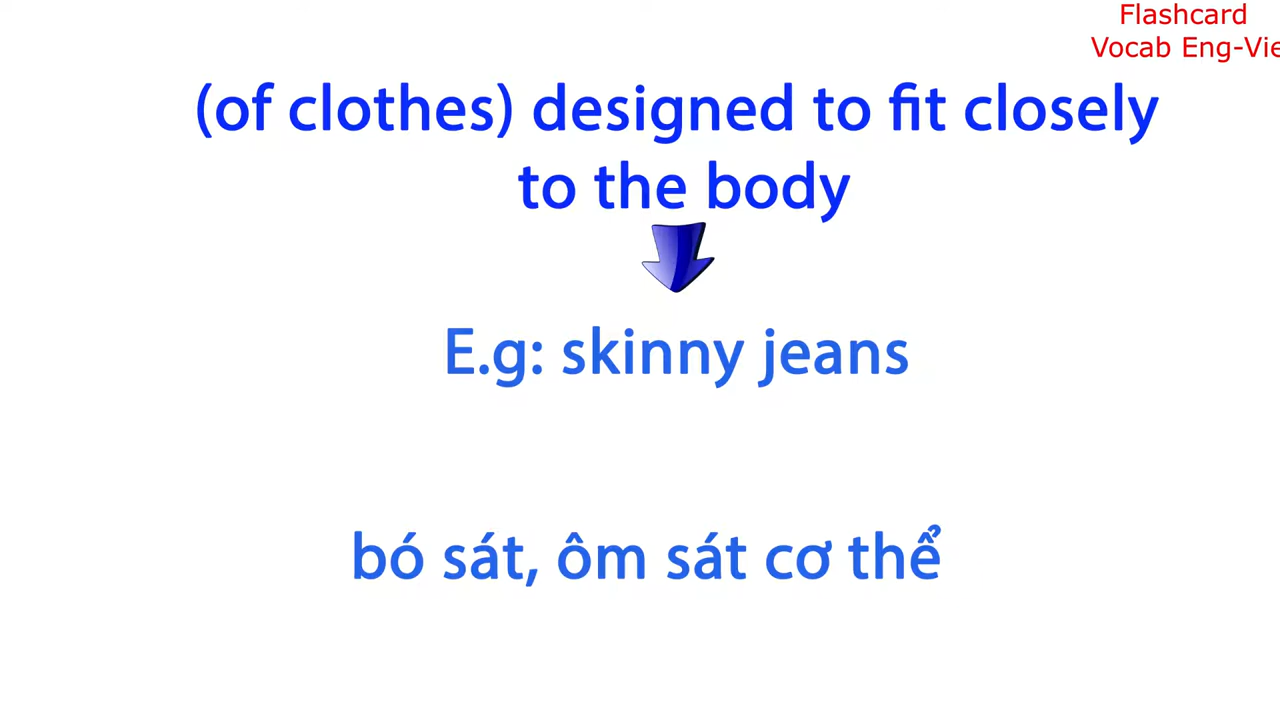 Flashcard
Vocab Eng-Vie
(of clothes) designed to fit closely
to the body
E.g: skinny jeans
bó sát, ôm sát cơ thể